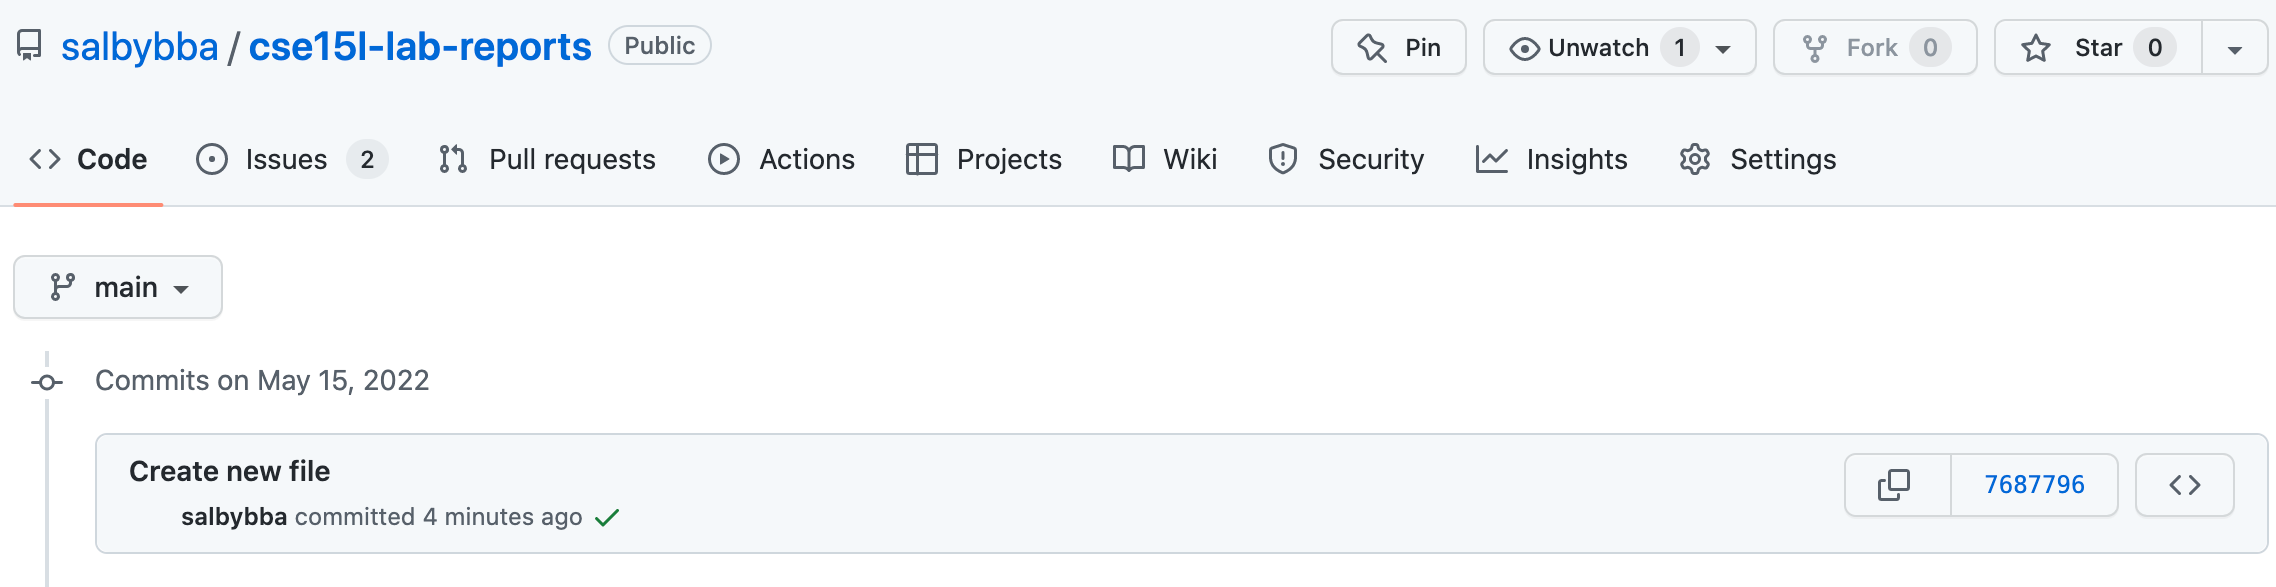 salbybba / cse15l-lab-reports Public Pin Unwatch 1 Fork 0 Star 0
Code Issues 2 Pull requests Actions Projects Wiki Security Insights Settings
main
Commits on May 15, 2022
Create new file
7687796
salbybba committed 4 minutes ago